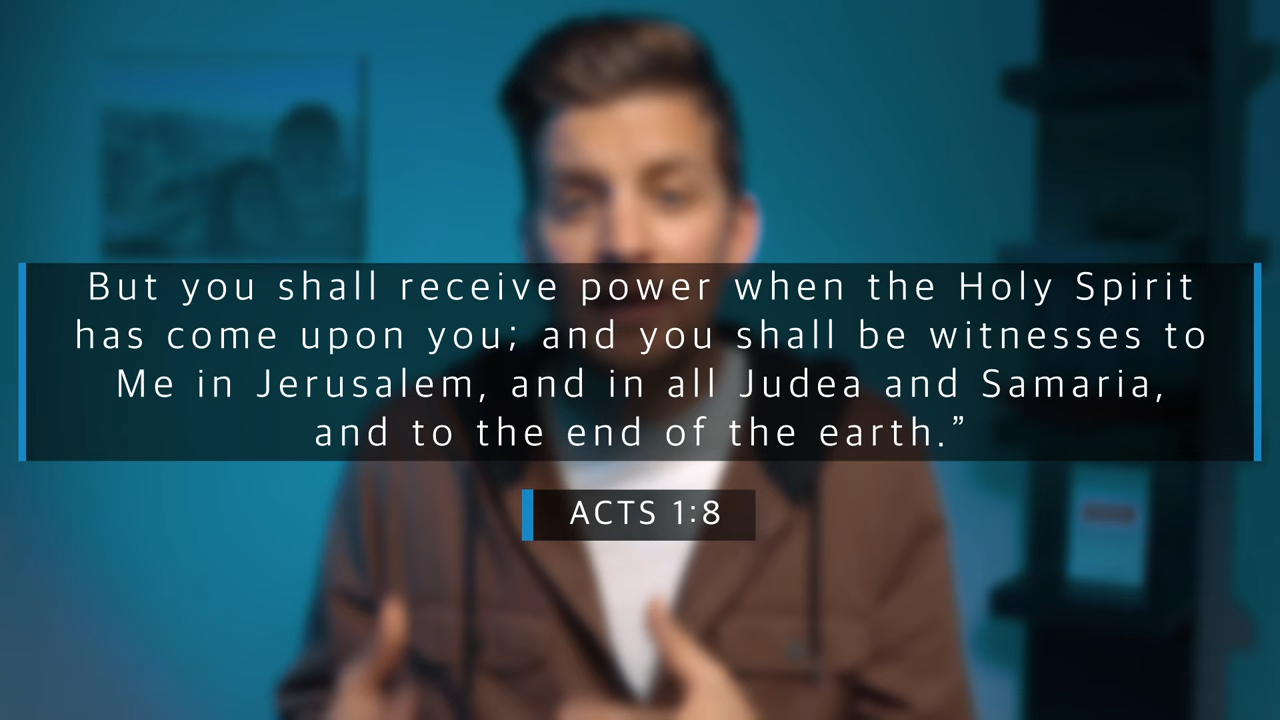 But you shall receive power when the Holy Spirit
has come upon you; and you shall be witnesses to
Me in Jerusalem, and in all Judea and Samaria,
and to the end of the earth.”
ACTS 1:8